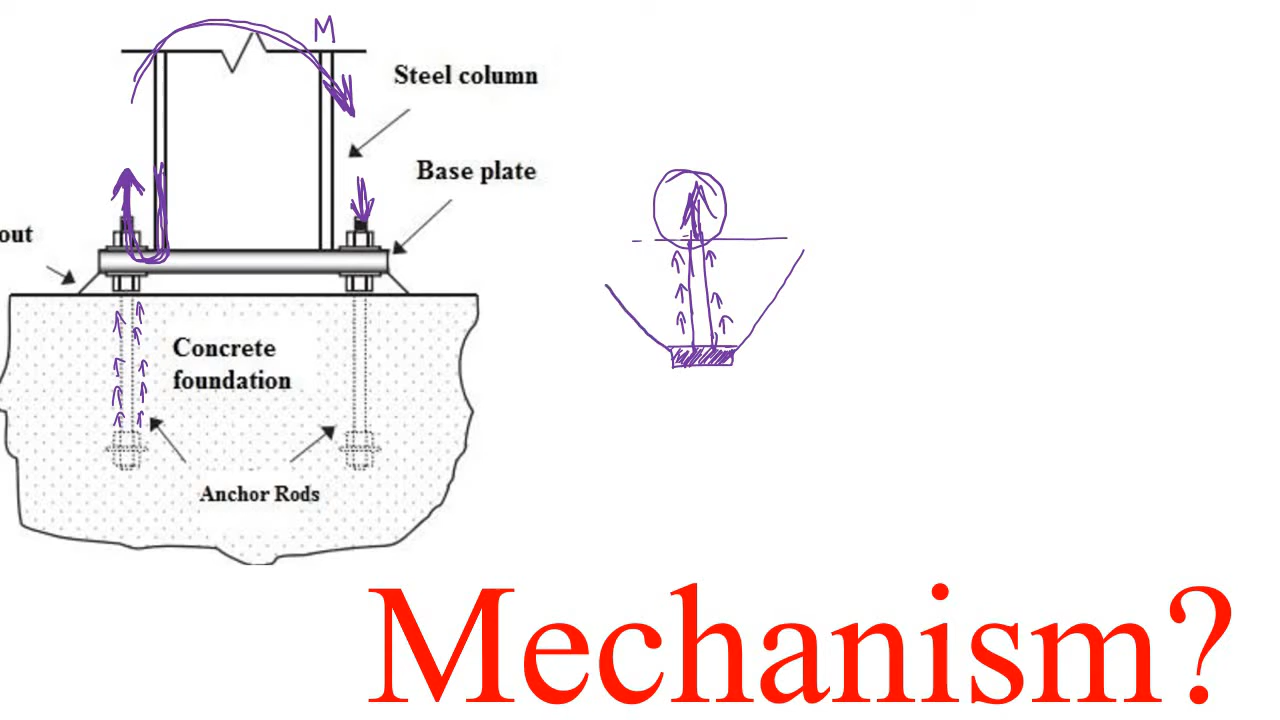 M
Steel column
Base plate
out
Concrete
foundation
Anchor Rods
Mechanism?